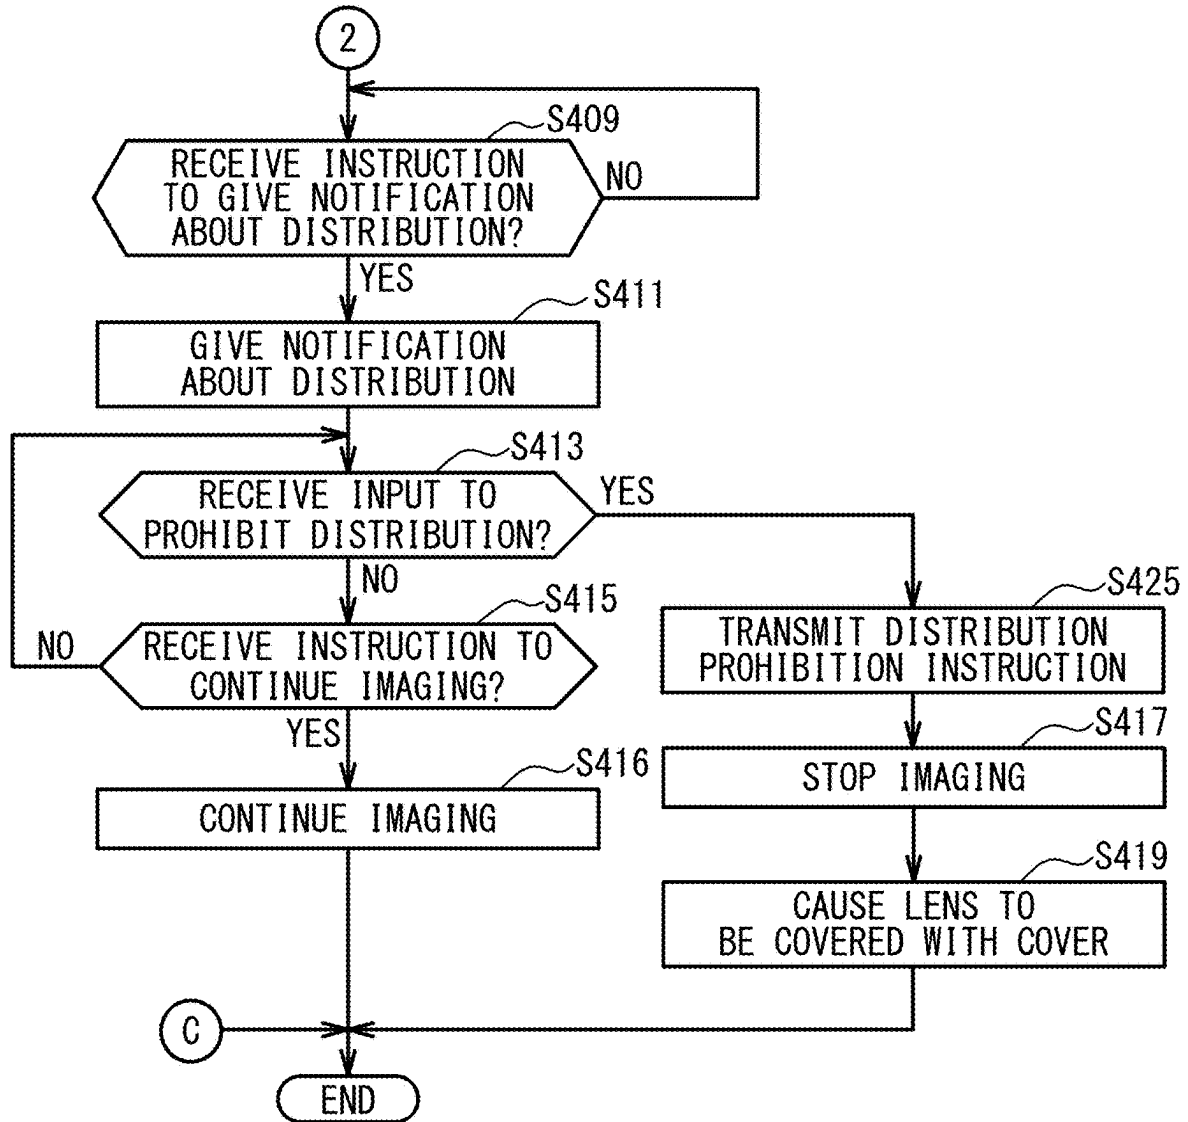 2
S409
RECEIVE INSTRUCTION
TO GIVE NOTIFICATION
ABOUT DISTRIBUTION?
NO
YES
S411
GIVE NOTIFICATION
ABOUT DISTRIBUTION
S413
RECEIVE INPUT TO
PROHIBIT DISTRIBUTION?
YES
NO
S415
RECEIVE INSTRUCTION TO
CONTINUE IMAGING?
NO
YES
S416
CONTINUE IMAGING
S425
TRANSMIT DISTRIBUTION
PROHIBITION INSTRUCTION
S417
STOP IMAGING
S419
CAUSE LENS TO
BE COVERED WITH COVER
C
END